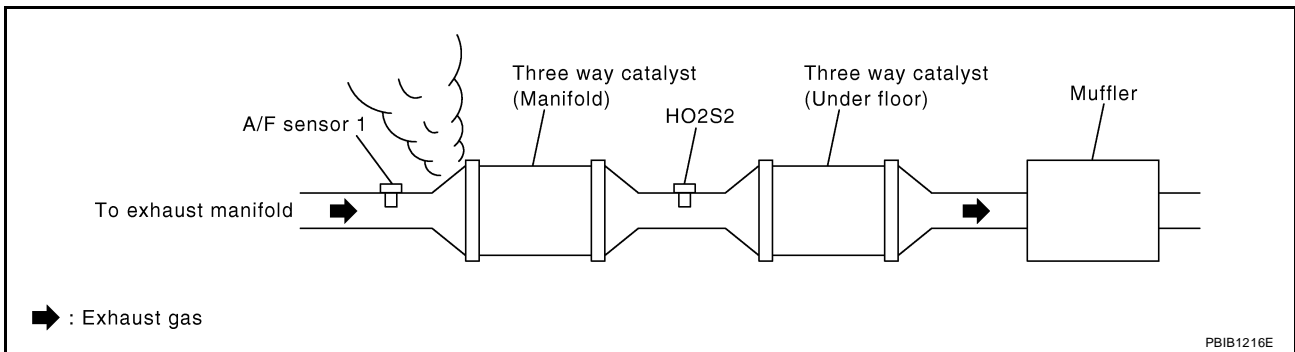 Three way catalyst
(Manifold)
Three way catalyst
(Under floor)
Muffler
A/F sensor 1
HO2S2
To exhaust manifold
: Exhaust gas
PBIB1216E